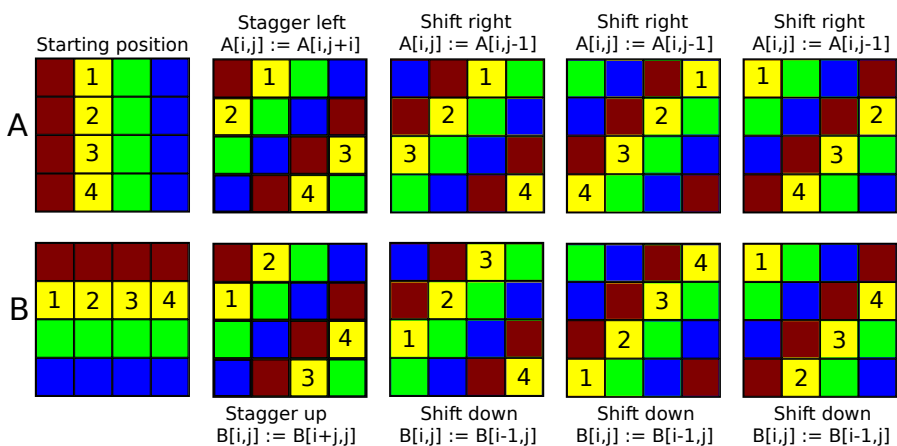 Starting position
Stagger left
A[i,j] := A[i,j+i]
Shift right
A[i,j] := A[i,j-1]
Shift right
A[i,j] := A[i,j-1]
Shift right
A[i,j] := A[i,j-1]
A
1 1 1 1 1
2 2 2 2 2
3 3 3 3 3
4 4 4 4 4
B
2 3 4 1
1 2 3 4 1 2 3 4
4 1 2 3
3 4 1 2
Stagger up
B[i,j] := B[i+j,j]
Shift down
B[i,j] := B[i-1,j]
Shift down
B[i,j] := B[i-1,j]
Shift down
B[i,j] := B[i-1,j]